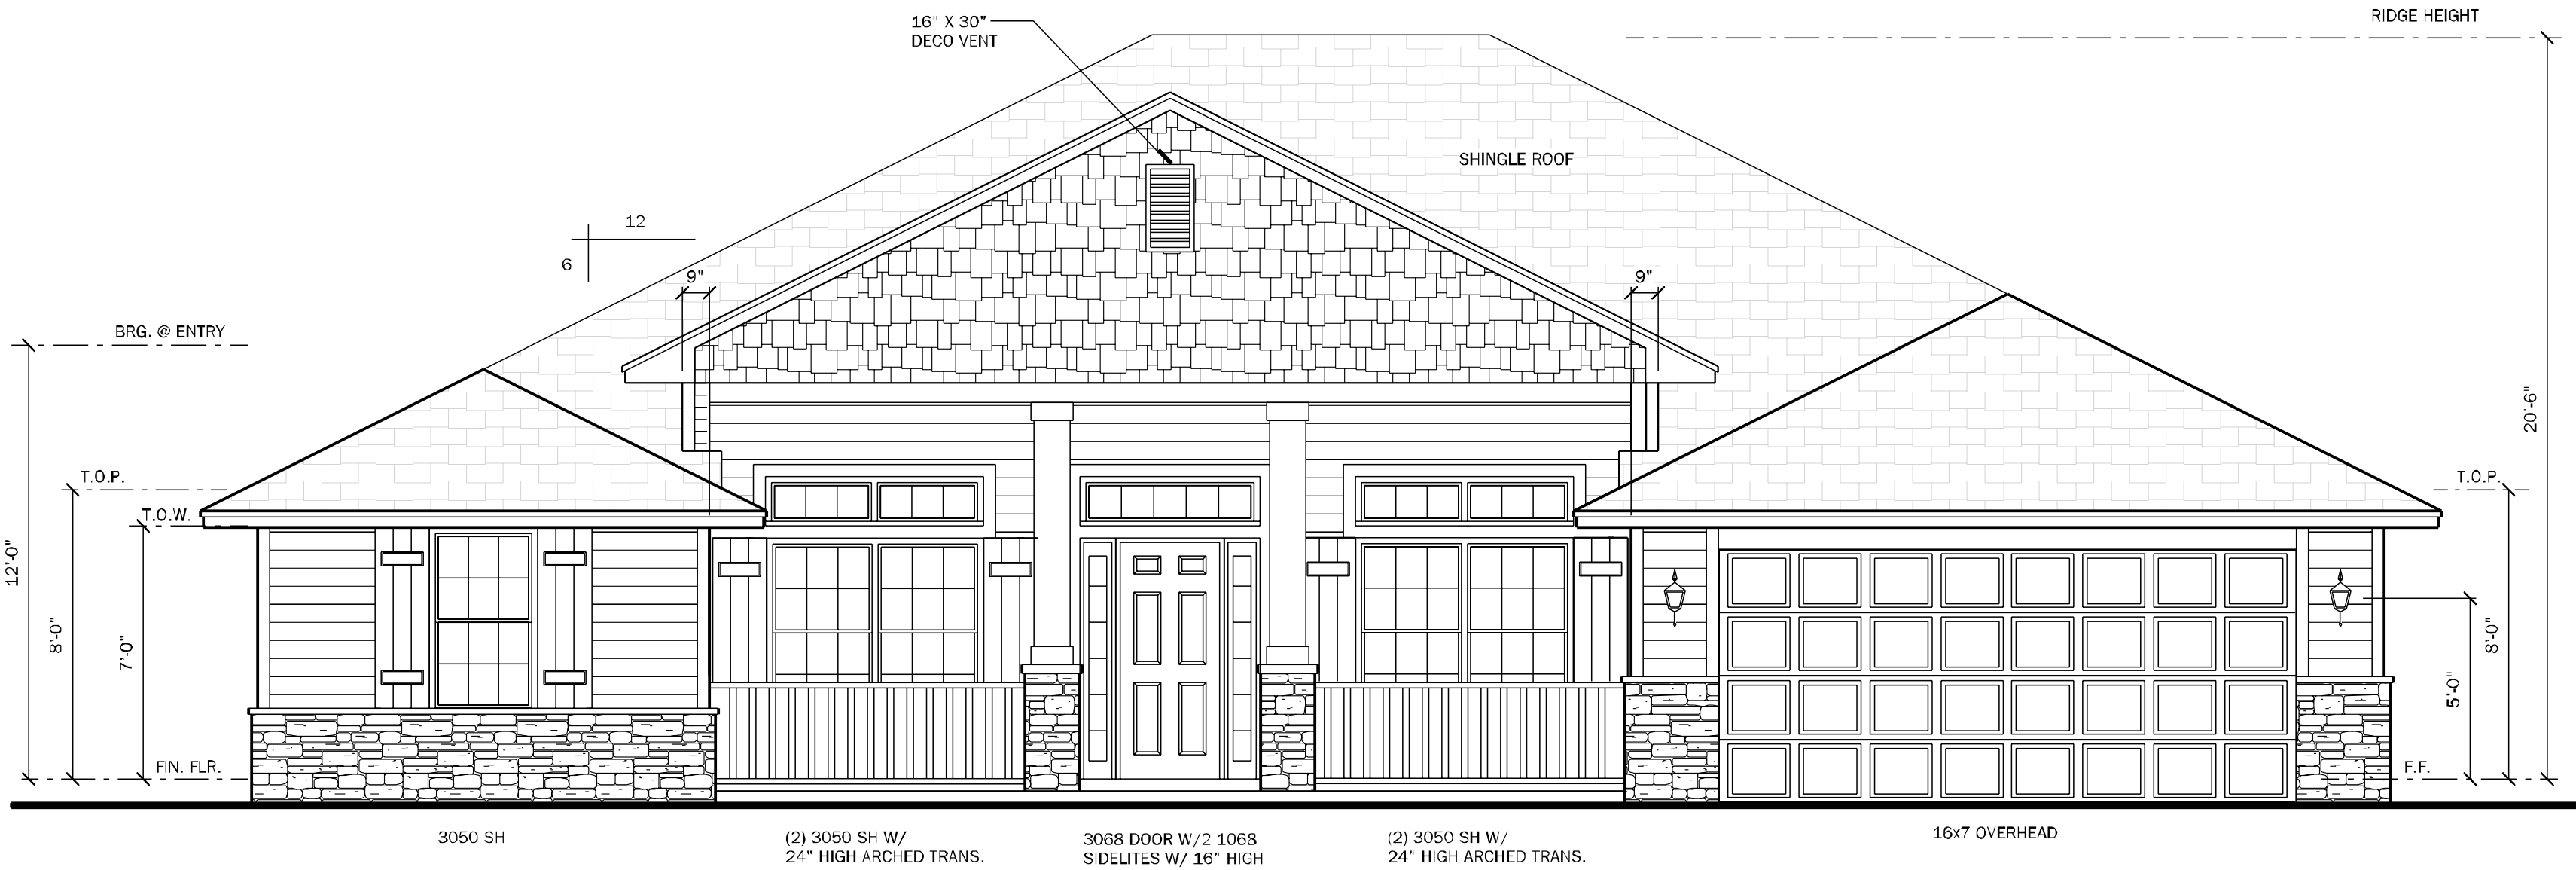 16" X 30"
DECO VENT
RIDGE HEIGHT
SHINGLE ROOF
12
6
9"
9"
BRG. @ ENTRY
20'-6"
T.O.P.
T.O.P.
T.O.W.
12'-0"
8'-0"
7'-0"
8'-0"
5'-0"
FIN. FLR.
F.F.
3050 SH
(2) 3050 SH W/
24" HIGH ARCHED TRANS.
3068 DOOR W/2 1068
SIDELITES W/ 16" HIGH
(2) 3050 SH W/
24" HIGH ARCHED TRANS.
16x7 OVERHEAD